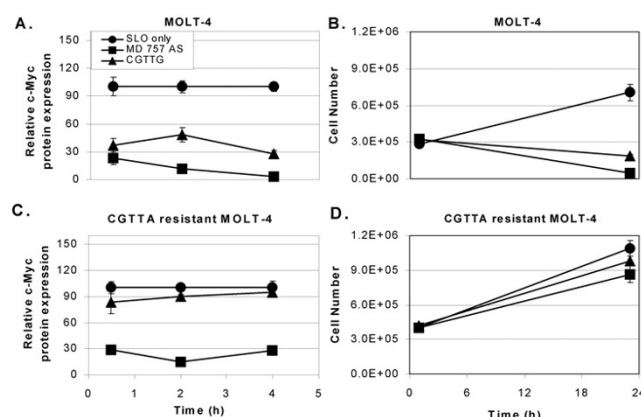 A. MOLT-4
Relative c-Myc
protein expression
150
120
90
60
30
0
SLO only
MD 757 AS
CGTTG
B. MOLT-4
Cell Number
1.2E+06
9.0E+05
6.0E+05
3.0E+05
0.0E+00
C. CGTTA resistant MOLT-4
Relative c-Myc
protein expression
150
120
90
60
30
0
0 1 2 3 4 5
Time (h)
D. CGTTA resistant MOLT-4
Cell Number
1.2E+06
9.0E+05
6.0E+05
3.0E+05
0.0E+00
0 6 12 18 24
Time (h)